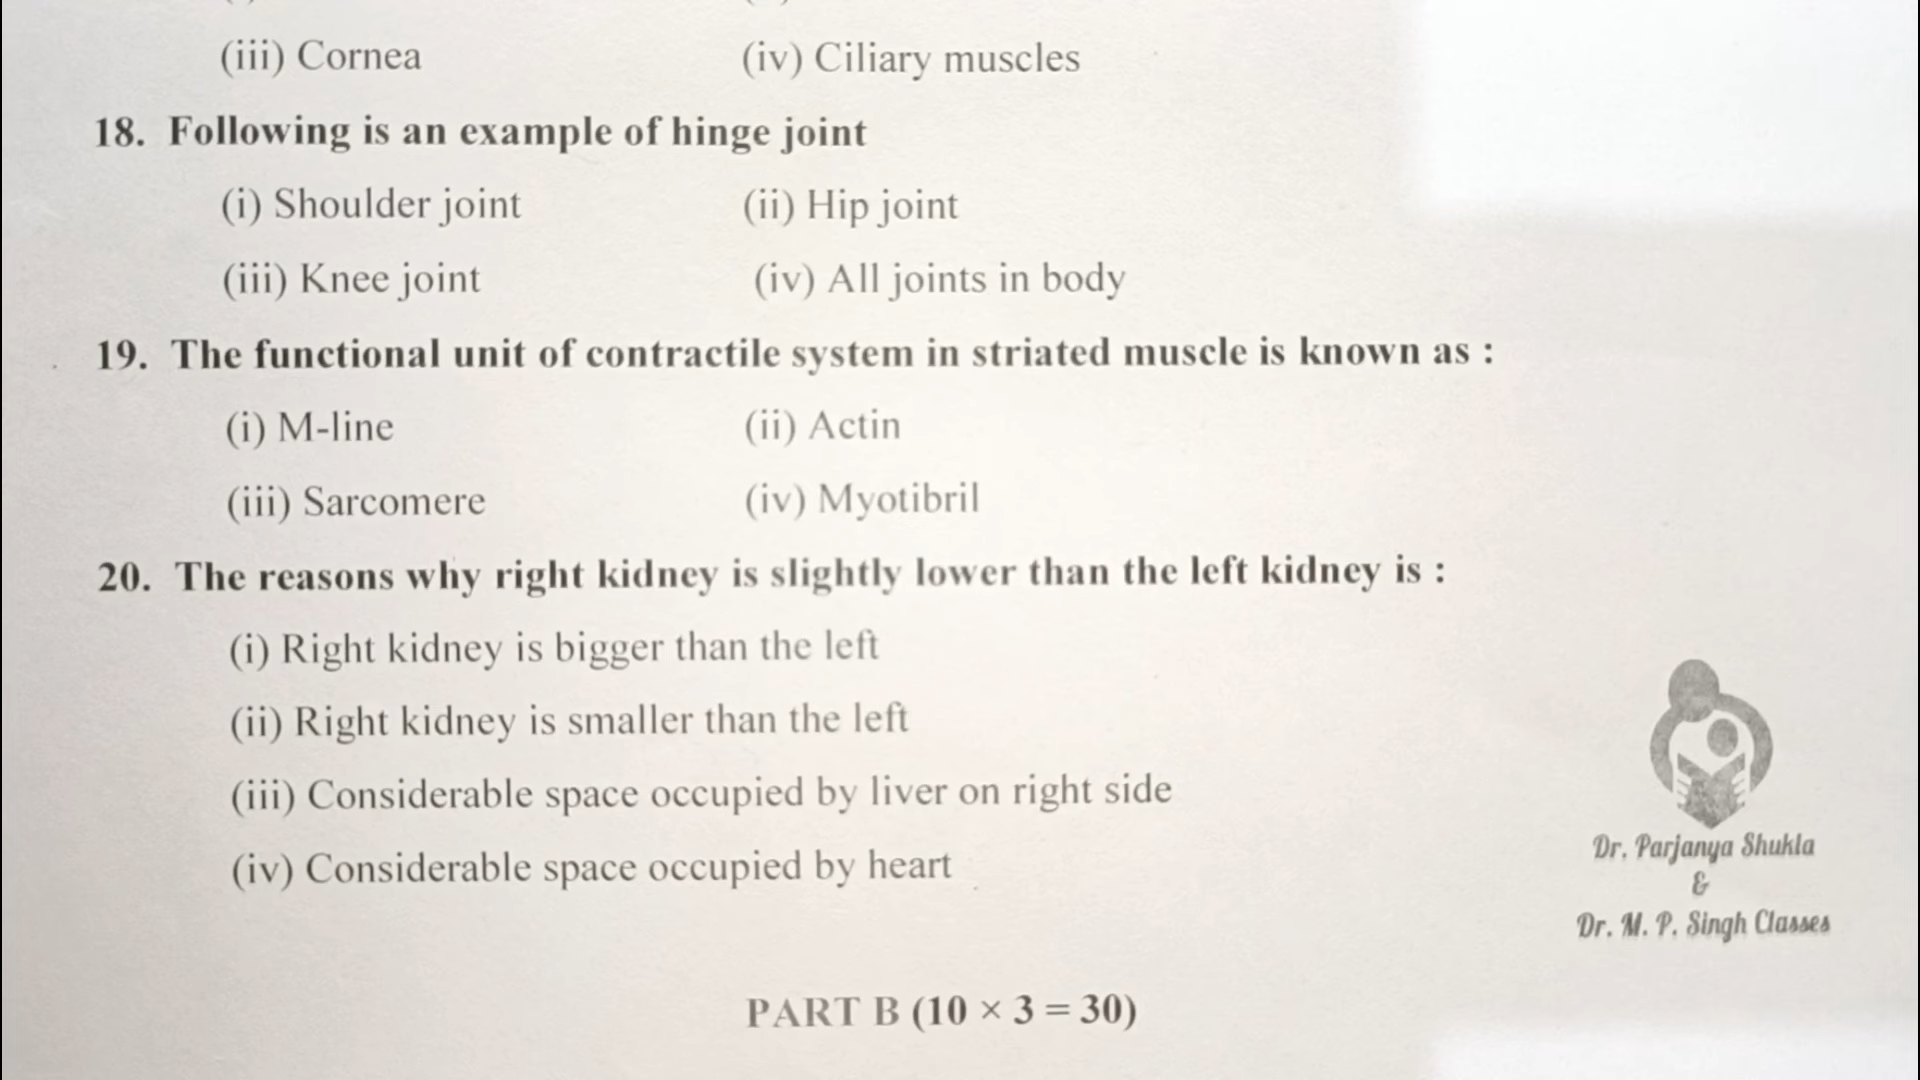 (iii) Cornea (iv) Ciliary muscles
18. Following is an example of hinge joint
(i) Shoulder joint (ii) Hip joint
(iii) Knee joint (iv) All joints in body
19. The functional unit of contractile system in striated muscle is known as :
(i) M-line (ii) Actin
(iii) Sarcomere (iv) Myotibril
20. The reasons why right kidney is slightly lower than the left kidney is :
(i) Right kidney is bigger than the left
(ii) Right kidney is smaller than the left
(iii) Considerable space occupied by liver on right side
(iv) Considerable space occupied by heart
Dr. Parjanya Shukla
&
Dr. M. P. Singh Classes
PART B (10 × 3 = 30)